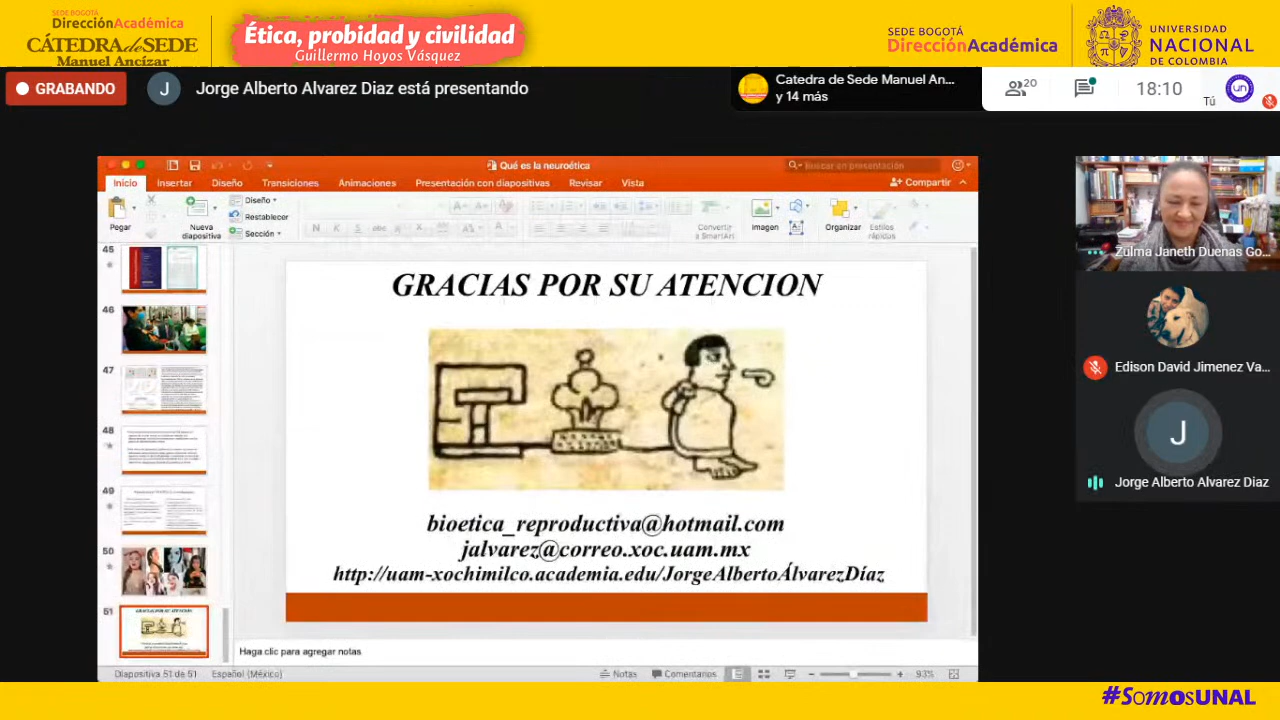 SEDE BOGOTÁ
DirecciónAcadémica
CÁTEDRA de SEDE
Manuel Ancízar
Ética, probidad y civilidad
Guillermo Hoyos Vásquez
SEDE BOGOTÁ
DirecciónAcadémica
UNIVERSIDAD
NACIONAL
DE COLOMBIA
GRABANDO
J
Jorge Alberto Alvarez Diaz está presentando
Catedra de Sede Manuel An...
y 14 más
20
18:10
Tú
un
Qué es la neuroética
Buscar en presentación
Inicio
Insertar
Diseño
Transiciones
Animaciones
Presentación con diapositivas
Revisar
Vista
Compartir
Pegar
Nueva
diapositiva
Diseño
Restablecer
Sección
N K S abc
Convertir
a SmartArt
Imagen
Organizar
Estilos
rápidos
45
46
47
48
49
50
51
GRACIAS POR SU ATENCION
bioetica_reproductiva@hotmail.com
jalvarez@correo.xoc.uam.mx
http://uam-xochimilco.academia.edu/JorgeAlbertoÁlvarezDíaz
Haga clic para agregar notas
Diapositiva 51 de 51
Español (México)
Notas
Comentarios
93%
Zulma Janeth Duenas Go...
Edison David Jimenez Va...
J
Jorge Alberto Alvarez Diaz
#SomosUNAL